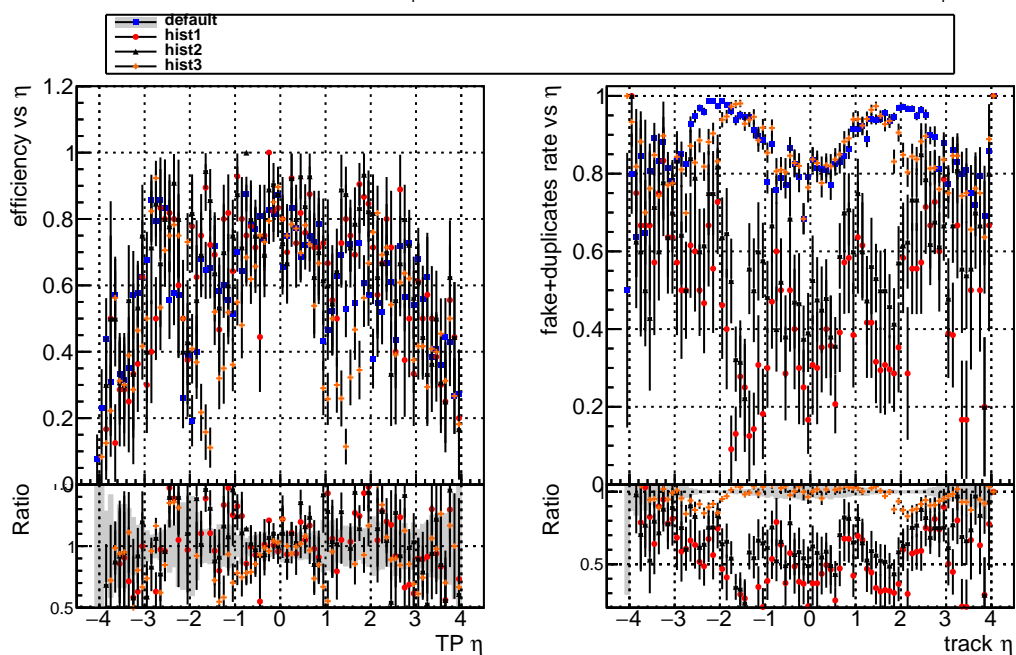 default
hist1
hist2
hist3
efficiency vs η
1.2
1
0.8
0.6
0.4
0.2
0
Ratio
1
0.5
−4 −3 −2 −1 0 1 2 3 4
TP η
fake+duplicates rate vs η
1
0.8
0.6
0.4
0.2
0
Ratio
0.5
−4 −3 −2 −1 0 1 2 3 4
track η